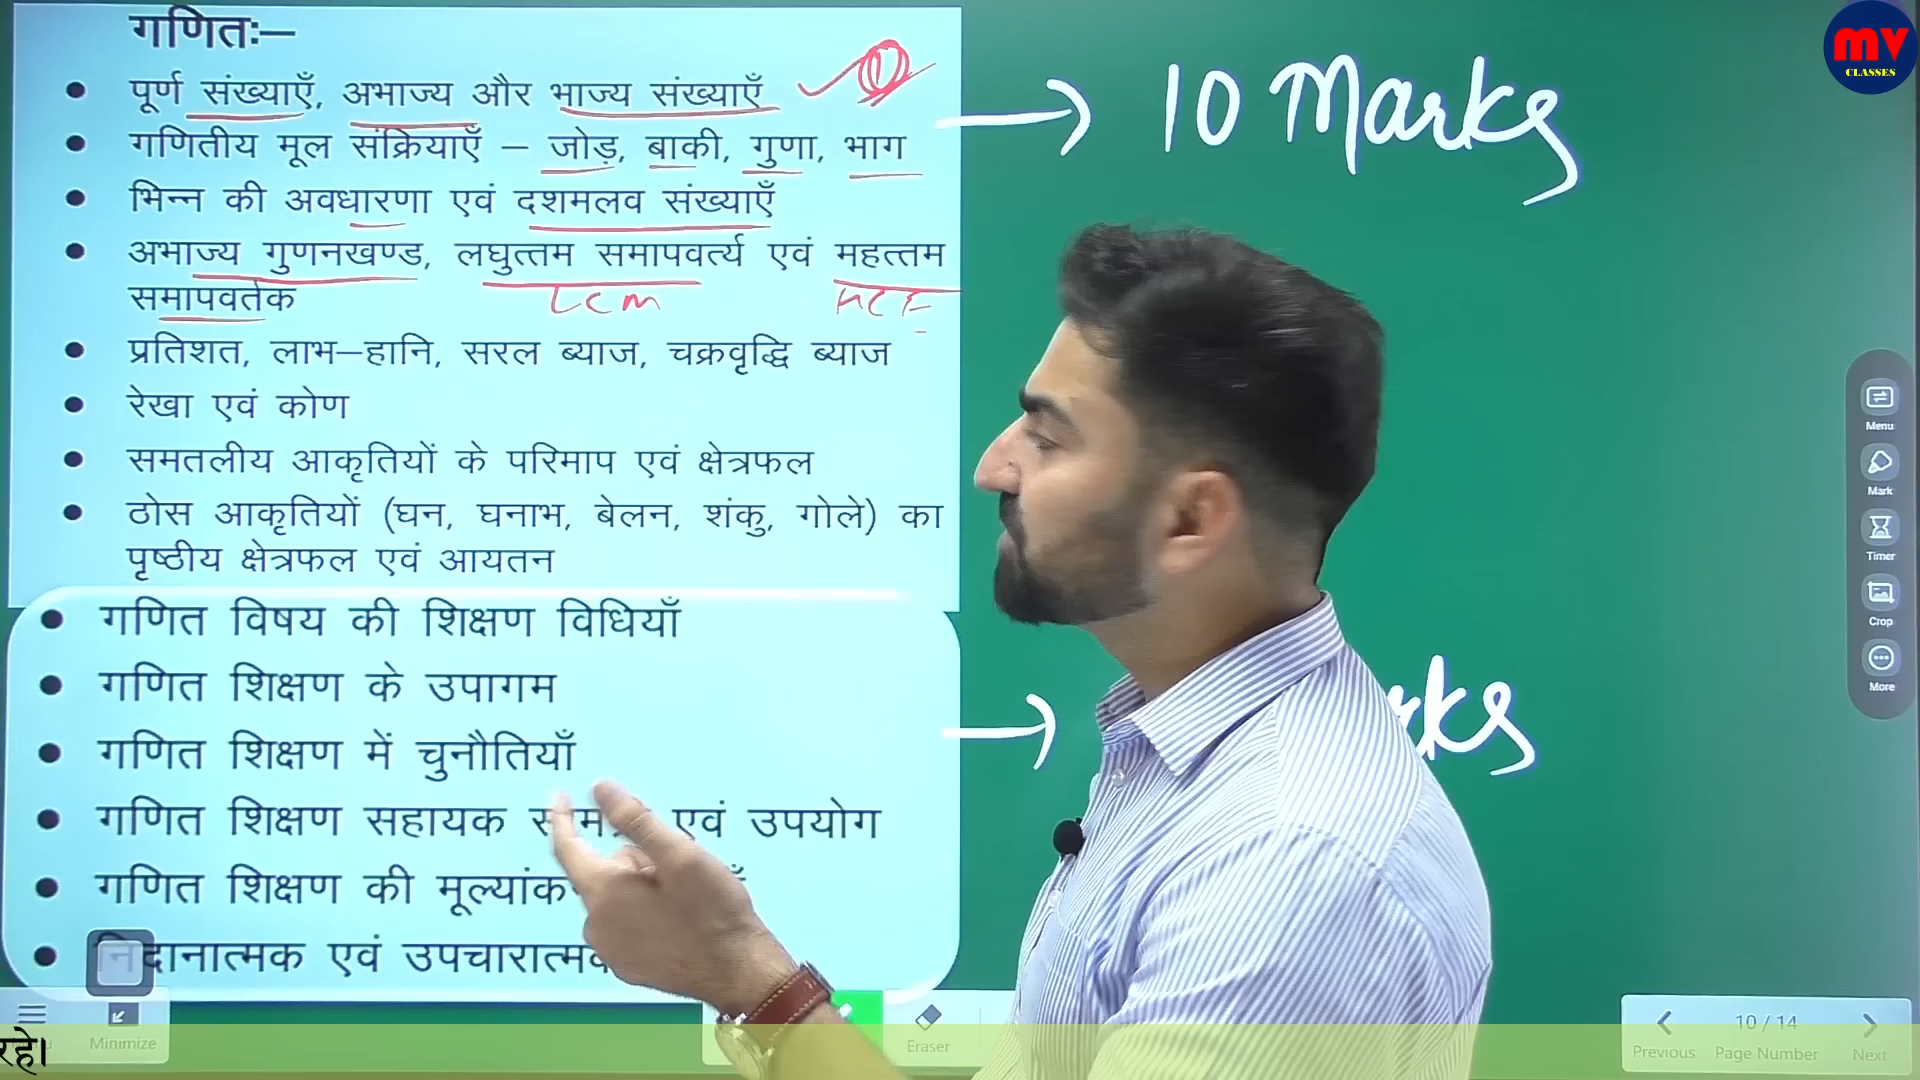 गणितः—
• पूर्ण संख्याएँ, अभाज्य और भाज्य संख्याएँ
• गणितीय मूल संक्रियाएँ – जोड़, बाकी, गुणा, भाग
• भिन्न की अवधारणा एवं दशमलव संख्याएँ
• अभाज्य गुणनखण्ड, लघुत्तम समापवर्त्य एवं महत्तम
समापवर्तक
LCM
HCF
• प्रतिशत, लाभ–हानि, सरल ब्याज, चक्रवृद्धि ब्याज
• रेखा एवं कोण
• समतलीय आकृतियों के परिमाप एवं क्षेत्रफल
• ठोस आकृतियों (घन, घनाभ, बेलन, शंकु, गोले) का
पृष्ठीय क्षेत्रफल एवं आयतन
• गणित विषय की शिक्षण विधियाँ
• गणित शिक्षण के उपागम
• गणित शिक्षण में चुनौतियाँ
• गणित शिक्षण सहायक एवं उपयोग
• गणित शिक्षण की
• एवं
→ 10 Marks
→
mv
CLASSES
Menu
Mark
Timer
Crop
More
Minimize
Eraser
10 / 14
Previous Page Number Next
रहे।